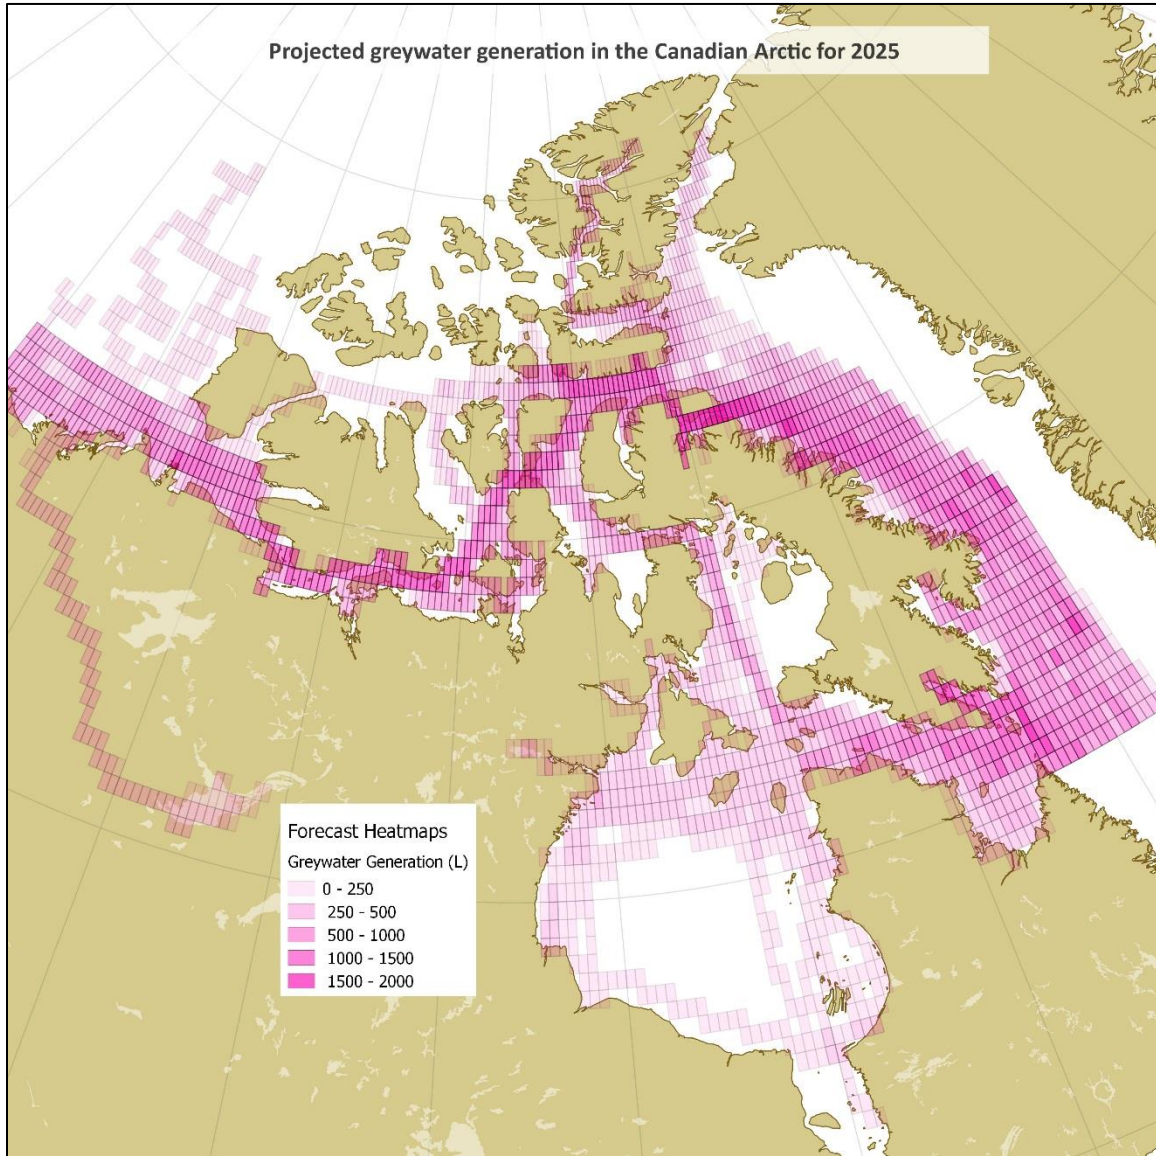 Projected greywater generation in the Canadian Arctic for 2025
Forecast Heatmaps
Greywater Generation (L)
0 - 250
250 - 500
500 - 1000
1000 - 1500
1500 - 2000